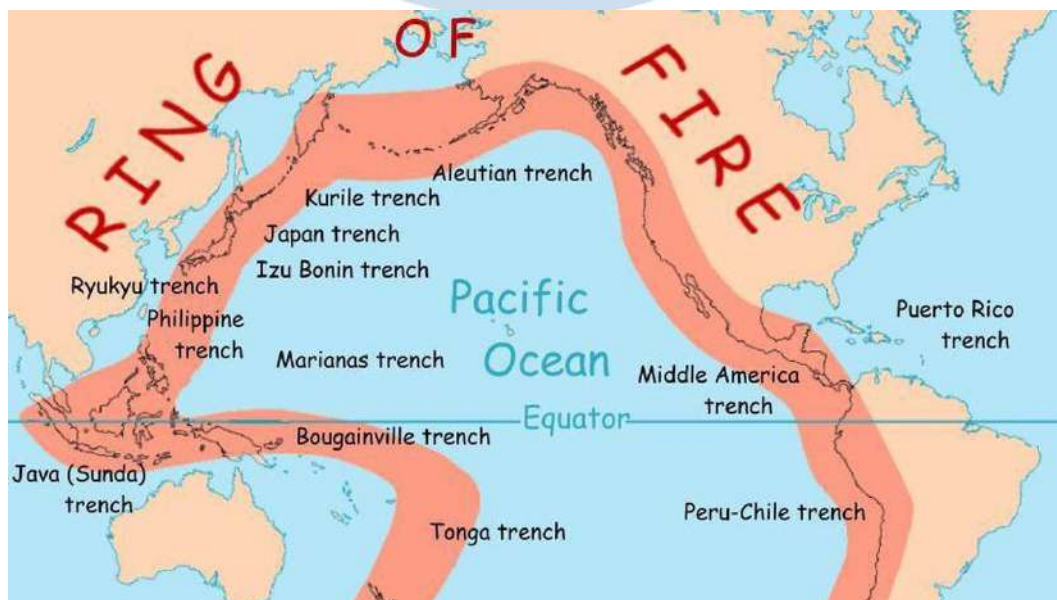 RING OF FIRE
Aleutian trench
Kurile trench
Japan trench
Izu Bonin trench
Ryukyu trench
Philippine
trench
Marianas trench
Pacific
Ocean
Puerto Rico
trench
Middle America
trench
Equator
Bougainville trench
Java (Sunda)
trench
Tonga trench
Peru-Chile trench